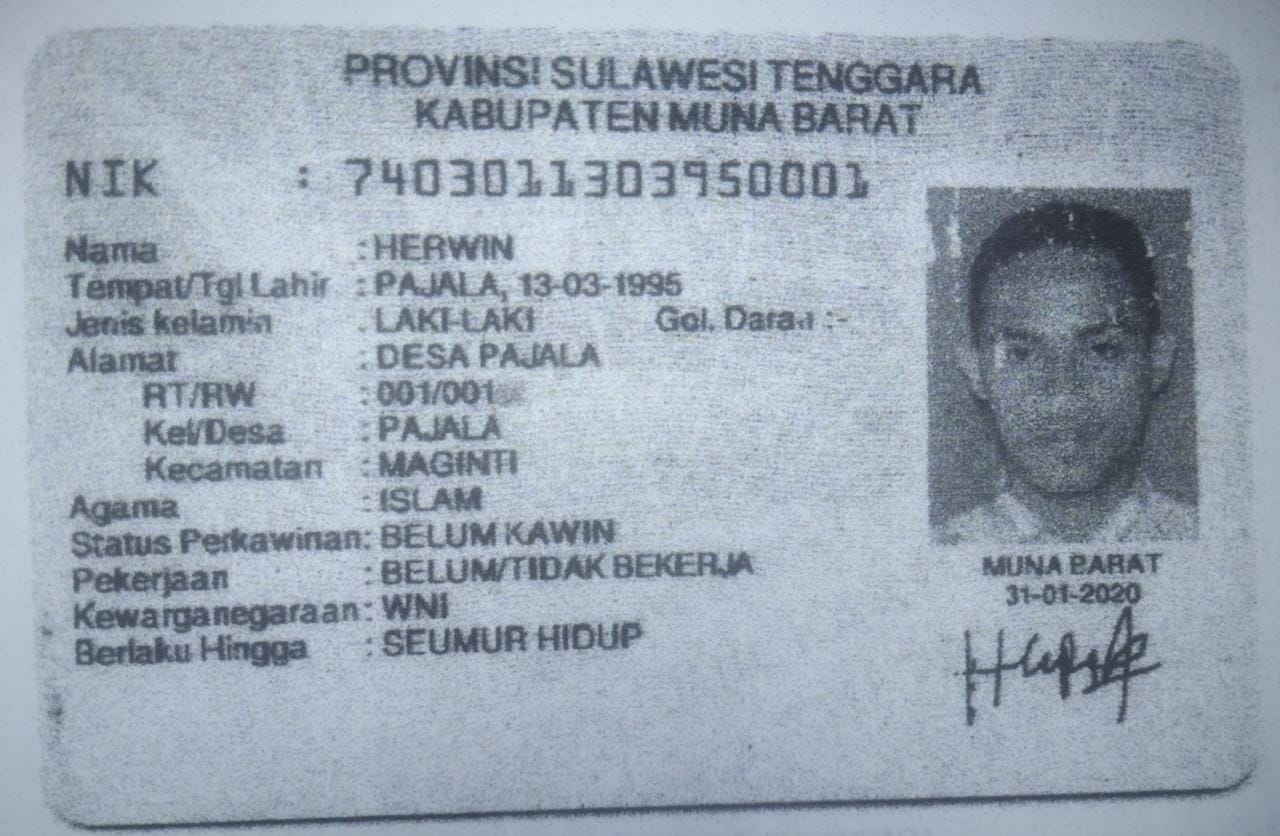 PROVINSI SULAWESI TENGGARA
KABUPATEN MUNA BARAT
NIK : 7403011303950001
Nama : HERWIN
Tempat/Tgl Lahir : PAJALA, 13-03-1995
Jenis kelamin : LAKI-LAKI Gol. Darah :-
Alamat : DESA PAJALA
RT/RW : 001/001
Kel/Desa : PAJALA
Kecamatan : MAGINTI
Agama : ISLAM
Status Perkawinan: BELUM KAWIN
Pekerjaan : BELUM/TIDAK BEKERJA
Kewarganegaraan: WNI
Berlaku Hingga : SEUMUR HIDUP
MUNA BARAT
31-01-2020